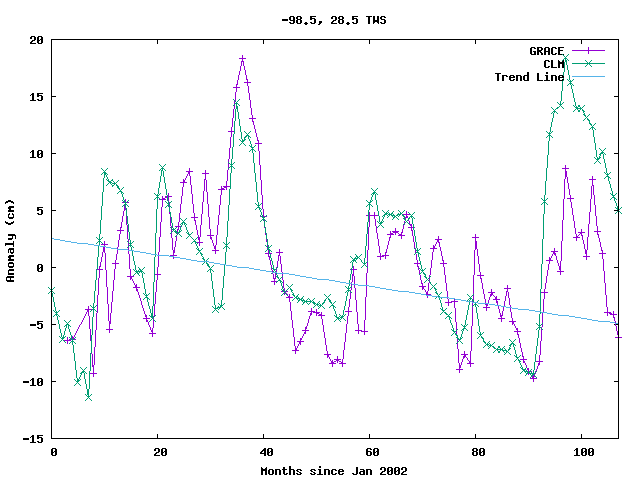 -98.5, 28.5 TWS
20
15
10
5
0
-5
-10
-15
Anomaly (cm)
GRACE
CLM
Trend Line
0 20 40 60 80 100
Months since Jan 2002